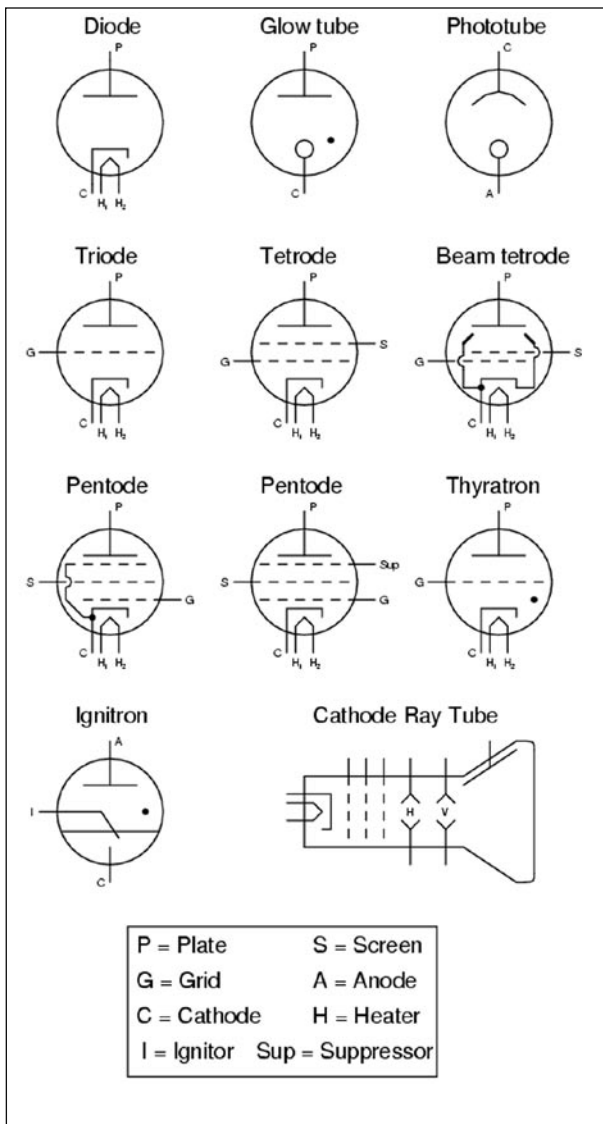 Diode Glow tube Phototube
P P C
C H₁ H₂ C A
Triode Tetrode Beam tetrode
P P P
G S G G S
C H₁ H₂ C H₁ H₂ C H₁ H₂
Pentode Pentode Thyratron
P P P
S G S Sup G G
C H₁ H₂ C H₁ H₂ C H₁ H₂
Ignitron Cathode Ray Tube
A
I H V
C
P = Plate S = Screen
G = Grid A = Anode
C = Cathode H = Heater
I = Ignitor Sup = Suppressor